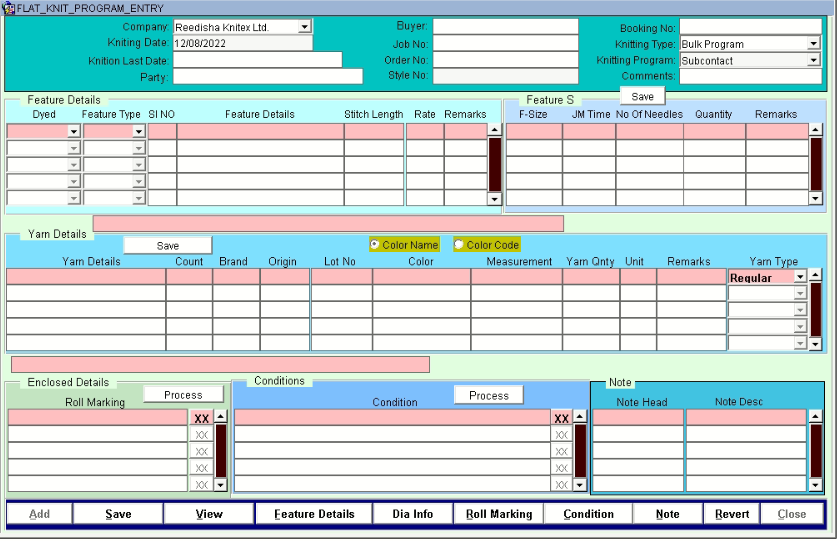 FLAT_KNIT_PROGRAM_ENTRY
Company: Reedisha Knitex Ltd. Buyer: Booking No:
Kniting Date: 12/08/2022 Job No: Knitting Type: Bulk Program
Knition Last Date: Order No: Knitting Program: Subcontact
Party: Style No: Comments:
Feature Details Feature S Save
Dyed Feature Type Sl NO Feature Details Stitch Length Rate Remarks F-Size JM Time No Of Needles Quantity Remarks
Yarn Details Save Color Name Color Code
Yarn Details Count Brand Origin Lot No Color Measurement Yarn Qnty Unit Remarks Yarn Type
Regular
Enclosed Details Process Conditions Process Note
Roll Marking Condition Note Head Note Desc
XX XX
XX XX
XX XX
XX XX
XX XX
Add Save View Feature Details Dia Info Roll Marking Condition Note Revert Close